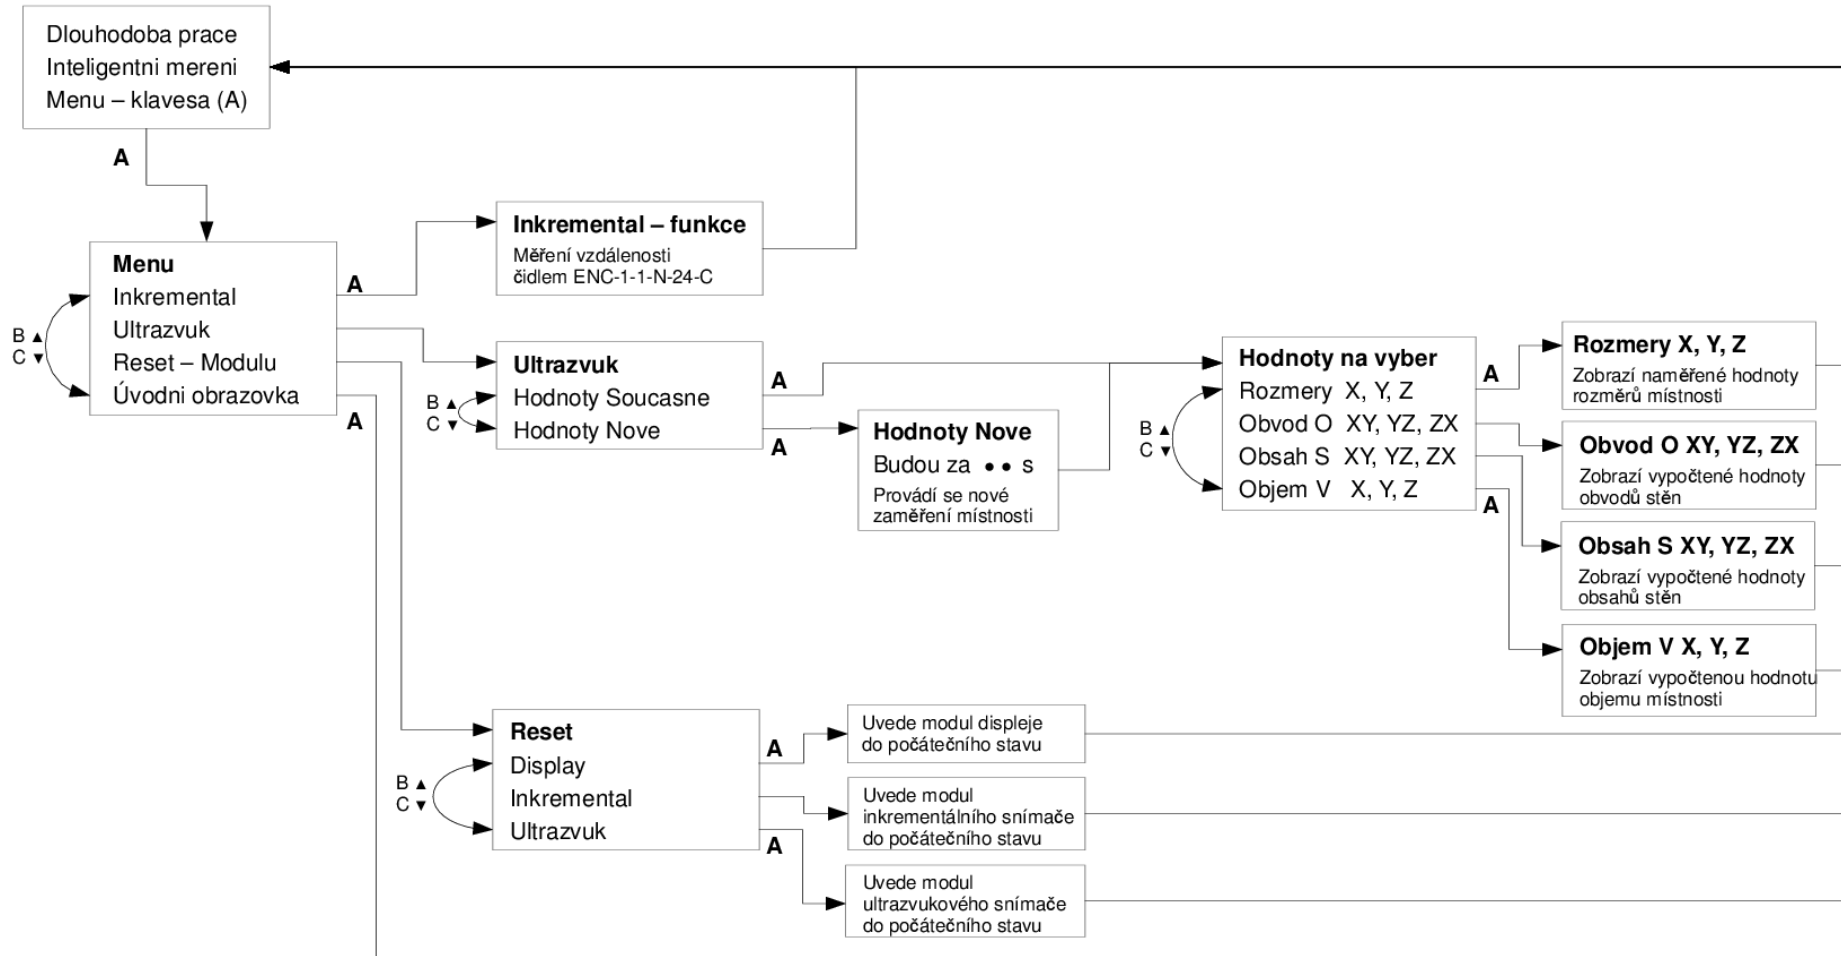 Dlouhodoba prace
Inteligentni mereni
Menu – klavesa (A)
A
Menu
Inkremental
Ultrazvuk
Reset – Modulu
Úvodni obrazovka
B ▲
C ▼
A
A
Inkremental – funkce
Měření vzdálenosti
čidlem ENC-1-1-N-24-C
Ultrazvuk
Hodnoty Soucasne
Hodnoty Nove
B ▲
C ▼
A
A
Hodnoty Nove
Budou za ●● s
Provádí se nové
zaměření místnosti
Hodnoty na vyber
Rozmery X, Y, Z
Obvod O XY, YZ, ZX
Obsah S XY, YZ, ZX
Objem V X, Y, Z
B ▲
C ▼
A
A
Rozmery X, Y, Z
Zobrazí naměřené hodnoty
rozměrů místnosti
Obvod O XY, YZ, ZX
Zobrazí vypočtené hodnoty
obvodů stěn
Obsah S XY, YZ, ZX
Zobrazí vypočtené hodnoty
obsahů stěn
Objem V X, Y, Z
Zobrazí vypočtenou hodnotu
objemu místnosti
Reset
Display
Inkremental
Ultrazvuk
B ▲
C ▼
A
A
Uvede modul displeje
do počátečního stavu
Uvede modul
inkrementálního snímače
do počátečního stavu
Uvede modul
ultrazvukového snímače
do počátečního stavu